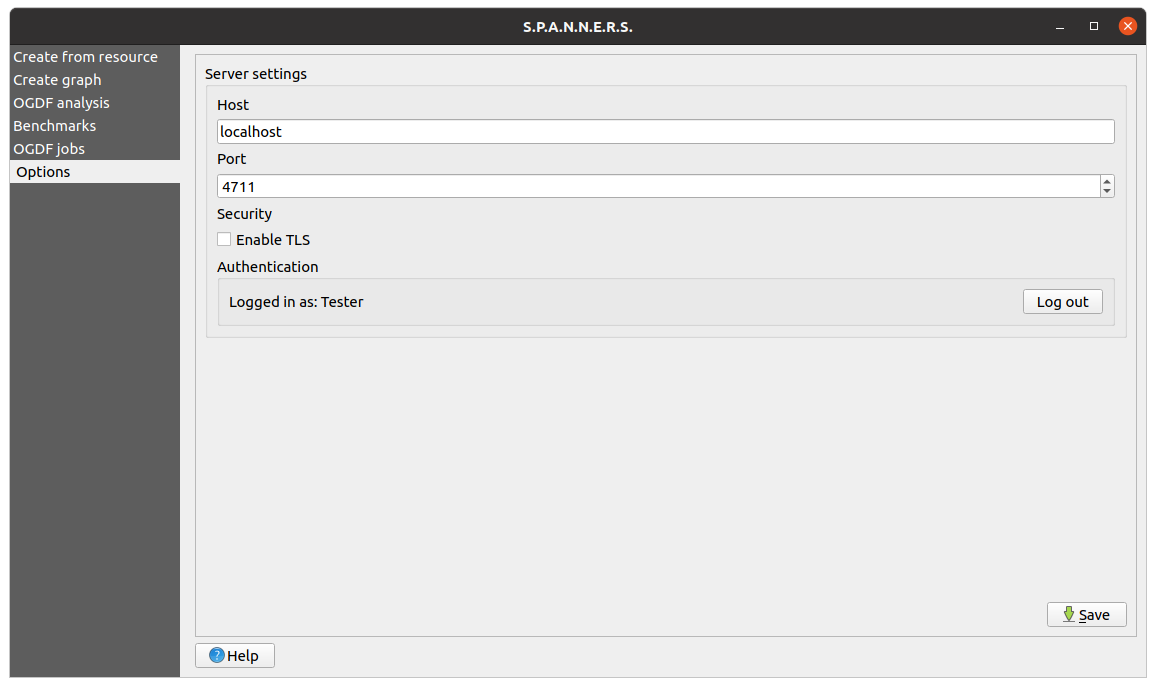 S.P.A.N.N.E.R.S.
Create from resource
Create graph
OGDF analysis
Benchmarks
OGDF jobs
Options
Server settings
Host
localhost
Port
4711
Security
Enable TLS
Authentication
Logged in as: Tester
Log out
Save
Help